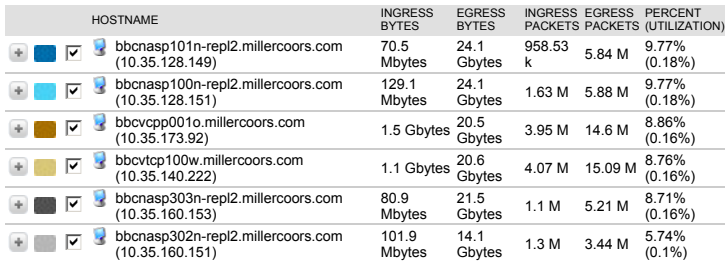 HOSTNAME INGRESS BYTES EGRESS BYTES INGRESS PACKETS EGRESS PACKETS PERCENT (UTILIZATION)
bbcnasp101n-repl2.millercoors.com (10.35.128.149) 70.5 Mbytes 24.1 Gbytes 958.53 k 5.84 M 9.77% (0.18%)
bbcnasp100n-repl2.millercoors.com (10.35.128.151) 129.1 Mbytes 24.1 Gbytes 1.63 M 5.88 M 9.77% (0.18%)
bbcvcpp001o.millercoors.com (10.35.173.92) 1.5 Gbytes 20.5 Gbytes 3.95 M 14.6 M 8.86% (0.16%)
bbcvtcp100w.millercoors.com (10.35.140.222) 1.1 Gbytes 20.6 Gbytes 4.07 M 15.09 M 8.76% (0.16%)
bbcnasp303n-repl2.millercoors.com (10.35.160.153) 80.9 Mbytes 21.5 Gbytes 1.1 M 5.21 M 8.71% (0.16%)
bbcnasp302n-repl2.millercoors.com (10.35.160.151) 101.9 Mbytes 14.1 Gbytes 1.3 M 3.44 M 5.74% (0.1%)